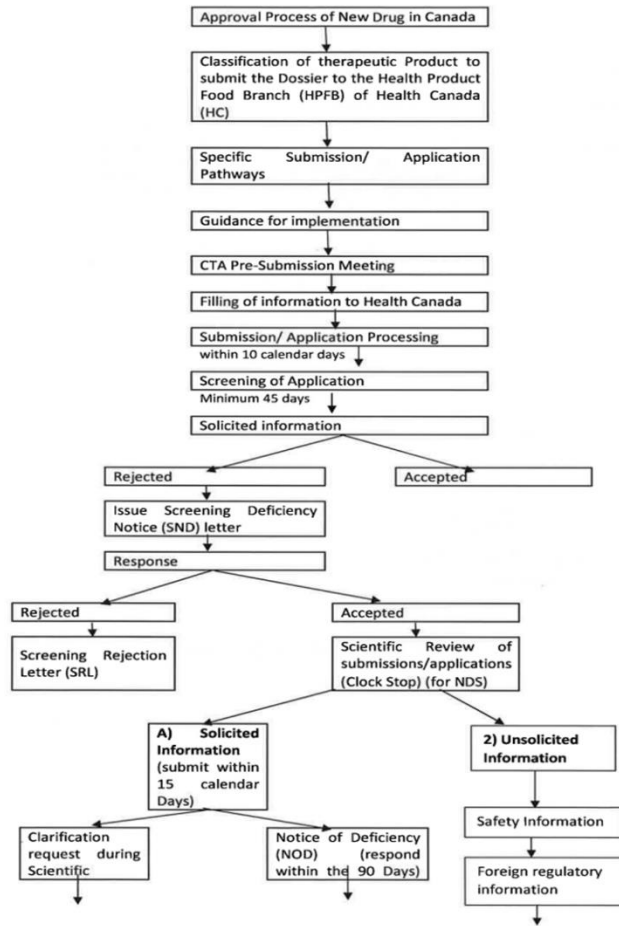 Approval Process of New Drug in Canada
Classification of therapeutic Product to
submit the Dossier to the Health Product
Food Branch (HPFB) of Health Canada
(HC)
Specific Submission/ Application
Pathways
Guidance for implementation
CTA Pre-Submission Meeting
Filling of information to Health Canada
Submission/ Application Processing
within 10 calendar days
Screening of Application
Minimum 45 days
Solicited information
Rejected
Accepted
Issue Screening Deficiency
Notice (SND) letter
Response
Rejected
Accepted
Screening Rejection
Letter (SRL)
Scientific Review of
submissions/applications
(Clock Stop) (for NDS)
A) Solicited
Information
(submit within
15 calendar
Days)
2) Unsolicited
Information
Clarification
request during
Scientific
Notice of Deficiency
(NOD) (respond
within the 90 Days)
Safety Information
Foreign regulatory
information